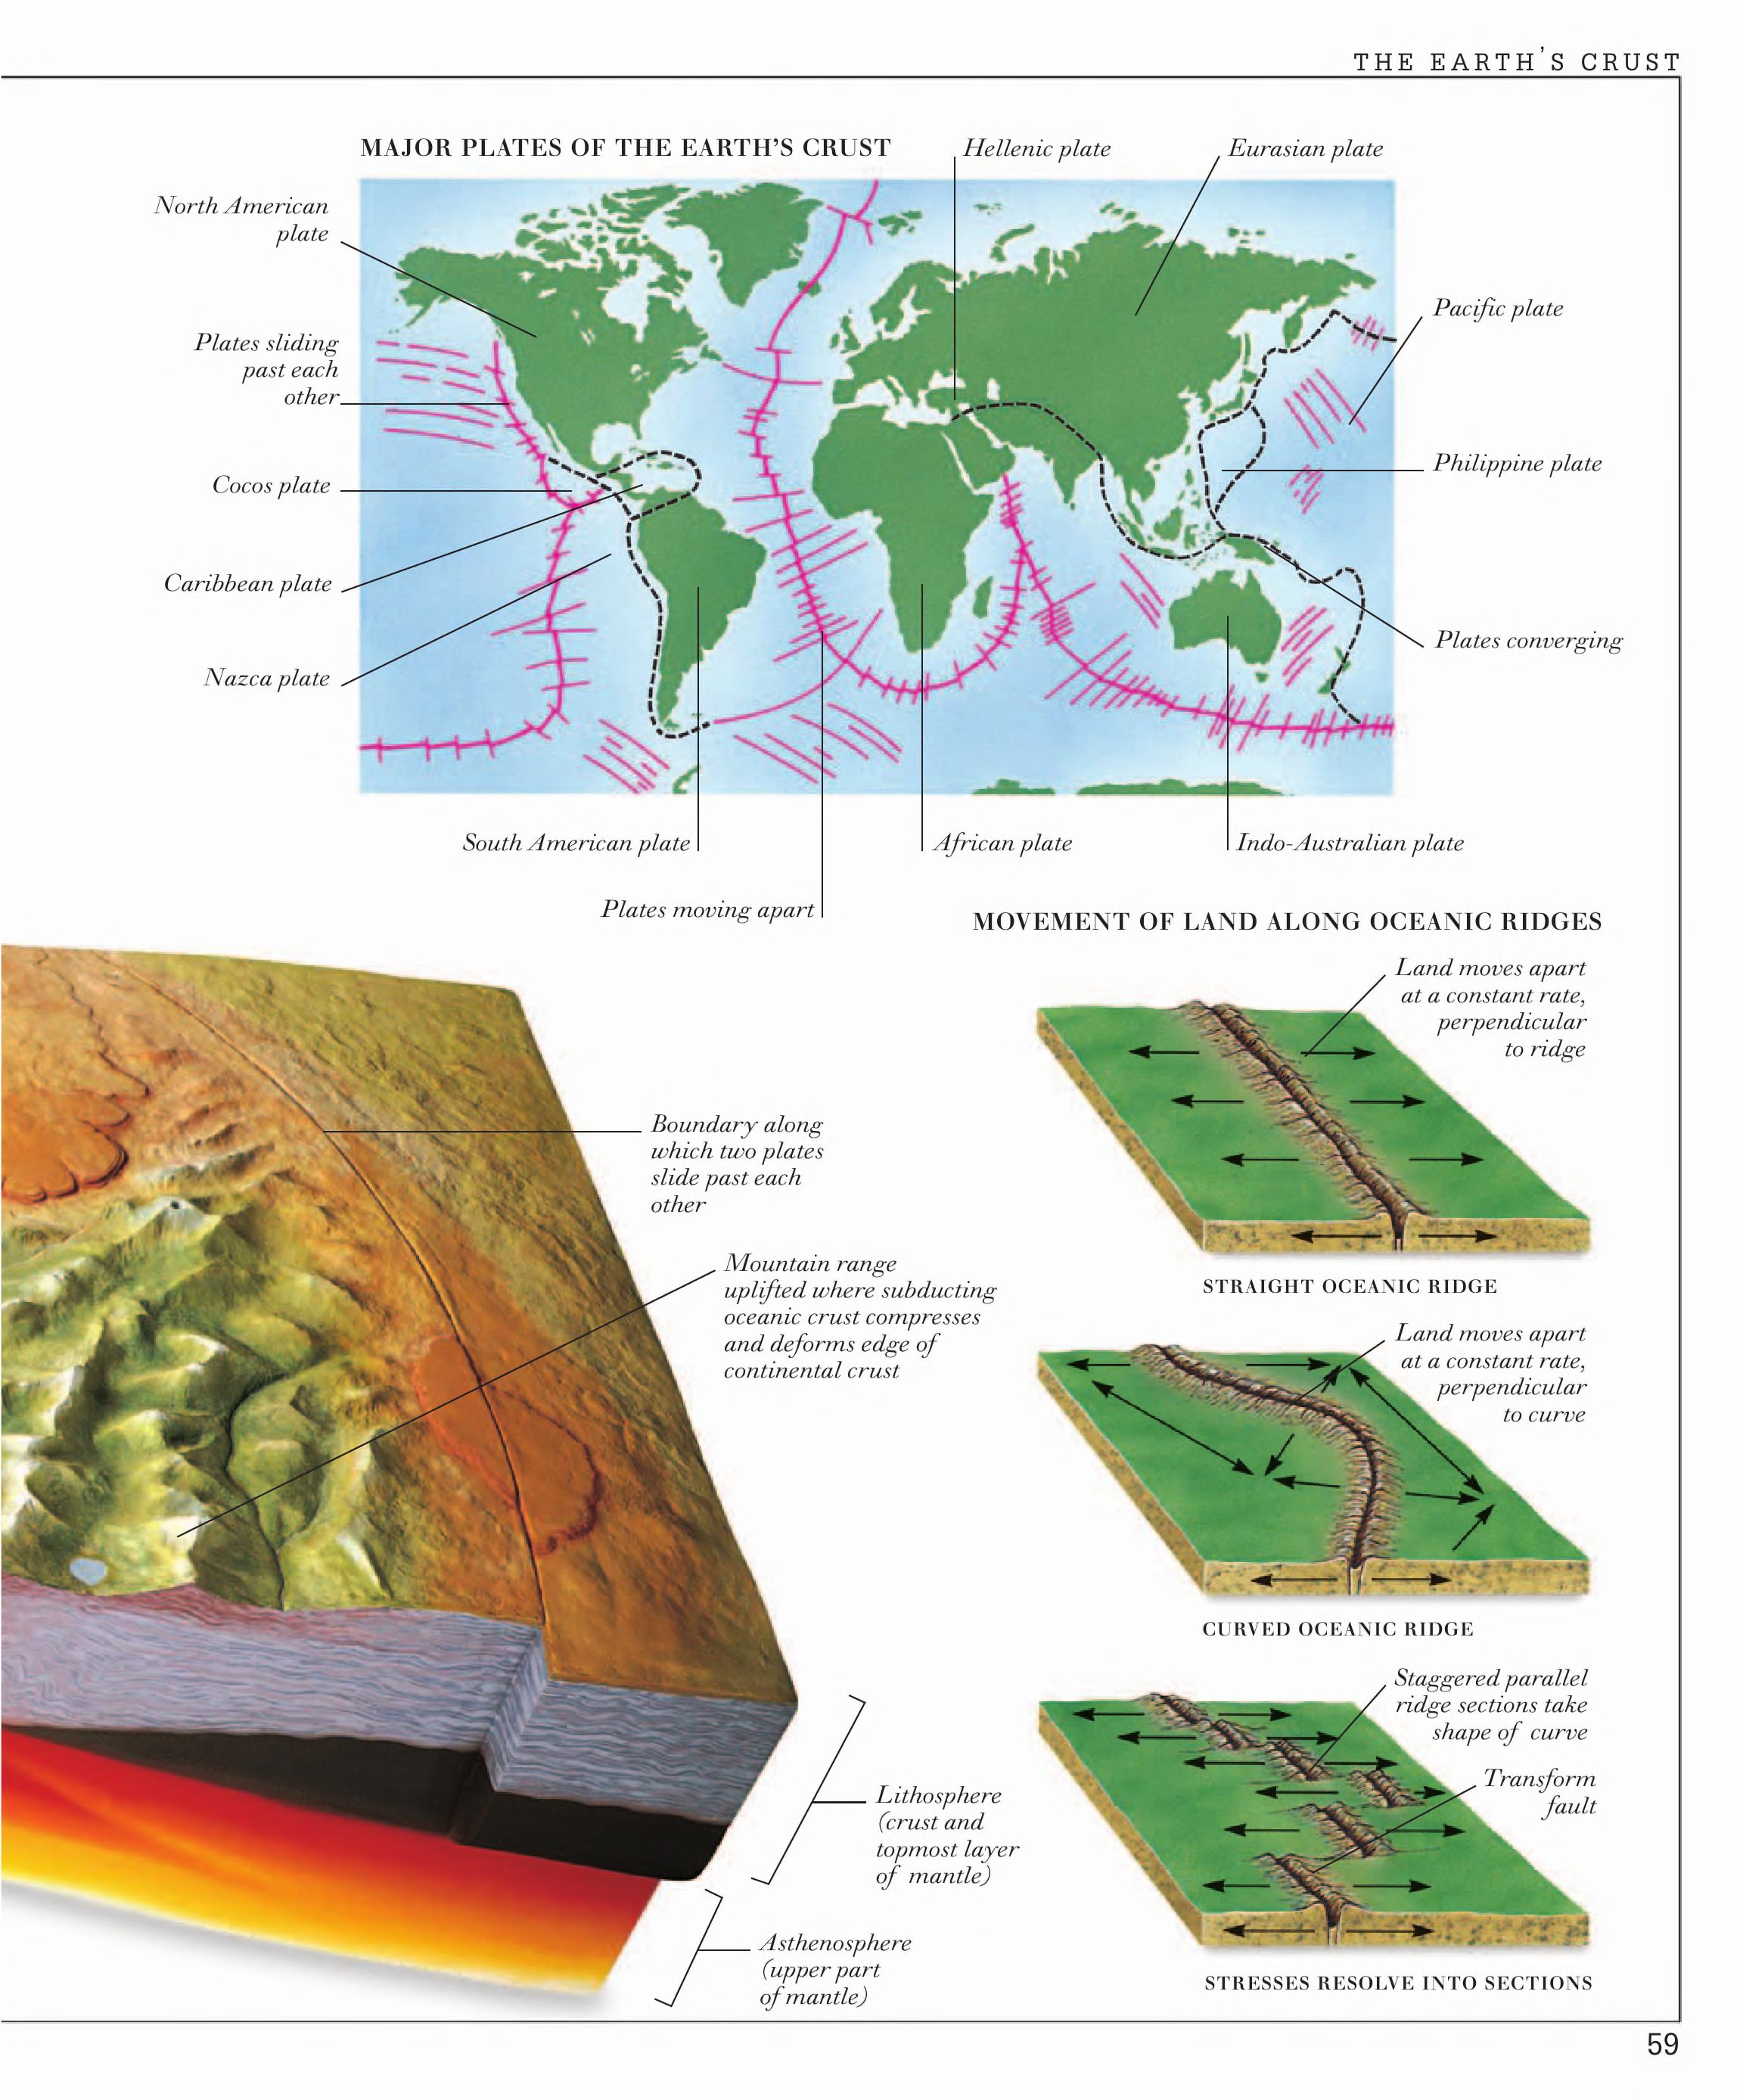 THE EARTH'S CRUST
MAJOR PLATES OF THE EARTH'S CRUST
Hellenic plate
Eurasian plate
North American
plate
Pacific plate
Plates sliding
past each
other
Philippine plate
Cocos plate
Caribbean plate
Plates converging
Nazca plate
South American plate
African plate
Indo-Australian plate
Plates moving apart
MOVEMENT OF LAND ALONG OCEANIC RIDGES
Land moves apart
at a constant rate,
perpendicular
to ridge
Boundary along
which two plates
slide past each
other
Mountain range
uplifted where subducting
oceanic crust compresses
and deforms edge of
continental crust
STRAIGHT OCEANIC RIDGE
Land moves apart
at a constant rate,
perpendicular
to curve
CURVED OCEANIC RIDGE
Staggered parallel
ridge sections take
shape of curve
Transform
fault
Lithosphere
(crust and
topmost layer
of mantle)
Asthenosphere
(upper part
of mantle)
STRESSES RESOLVE INTO SECTIONS
59